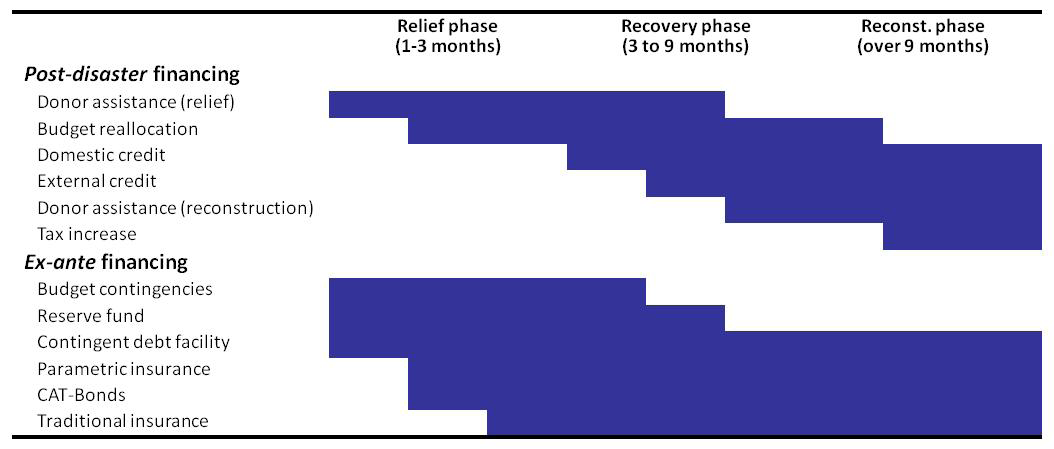 Relief phase
(1-3 months)
Recovery phase
(3 to 9 months)
Reconst. phase
(over 9 months)
Post-disaster financing
Donor assistance (relief)
Budget reallocation
Domestic credit
External credit
Donor assistance (reconstruction)
Tax increase
Ex-ante financing
Budget contingencies
Reserve fund
Contingent debt facility
Parametric insurance
CAT-Bonds
Traditional insurance